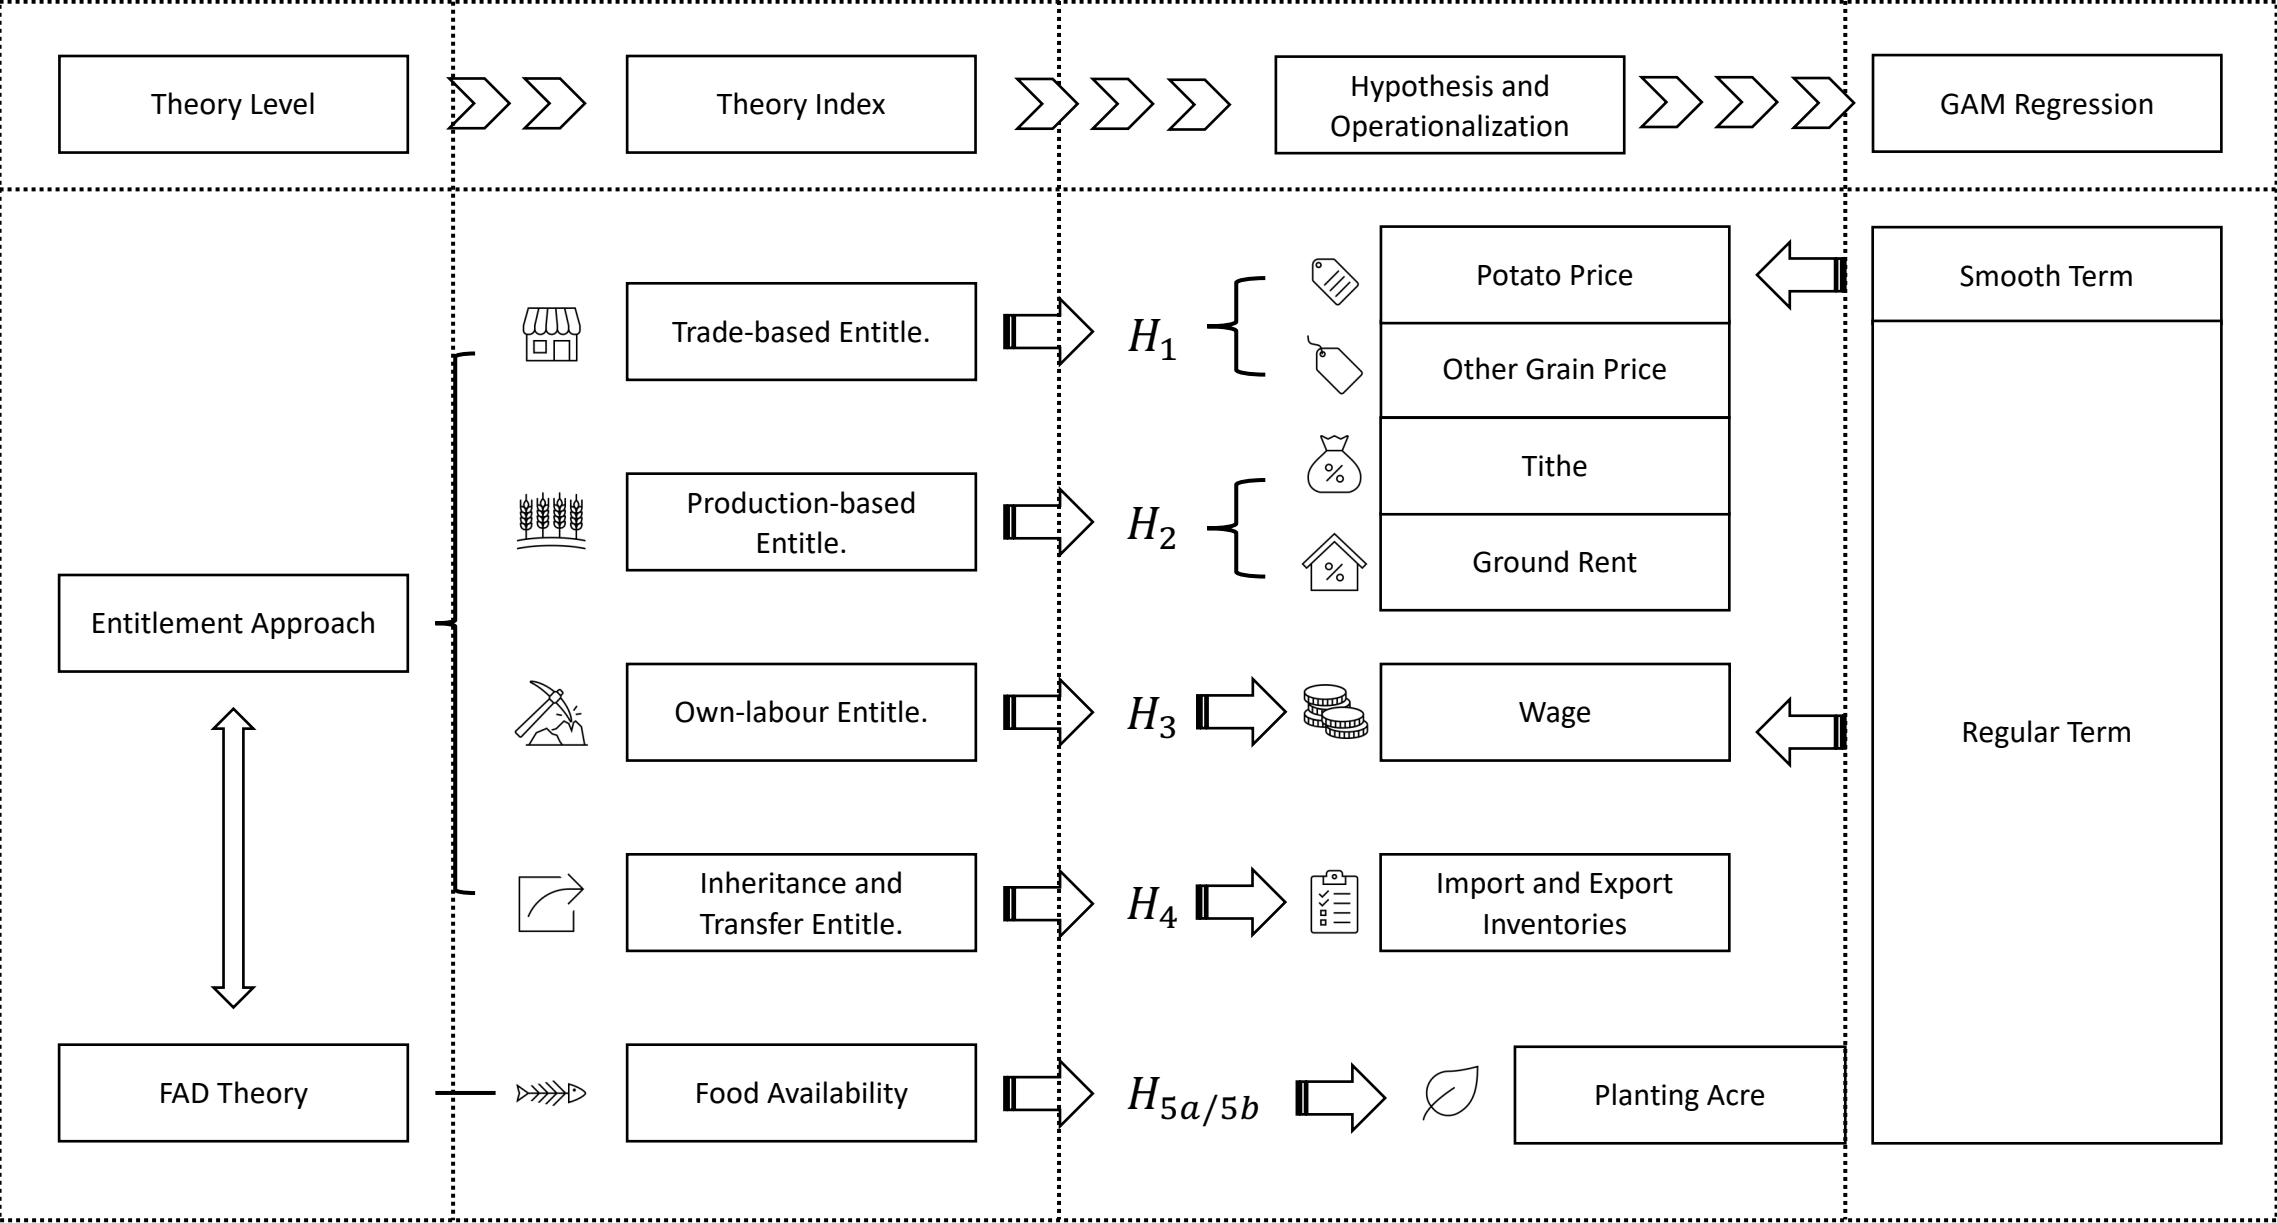 Theory Level
Theory Index
Hypothesis and
Operationalization
GAM Regression
Potato Price
Smooth Term
Trade-based Entitle.
H1
Other Grain Price
Tithe
Production-based
Entitle.
H2
Ground Rent
Entitlement Approach
Own-labour Entitle.
H3
Wage
Regular Term
Inheritance and
Transfer Entitle.
H4
Import and Export
Inventories
FAD Theory
Food Availability
H5a/5b
Planting Acre